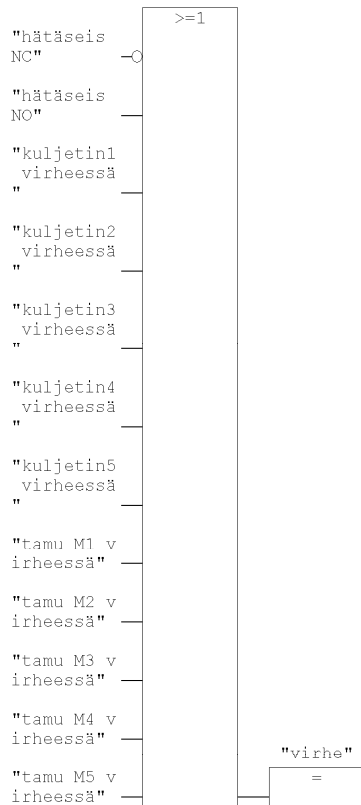 >=1
"hätäseis
NC"
"hätäseis
NO"
"kuljetin1
virheessä
"
"kuljetin2
virheessä
"
"kuljetin3
virheessä
"
"kuljetin4
virheessä
"
"kuljetin5
virheessä
"
"tamu M1 v
irheessä"
"tamu M2 v
irheessä"
"tamu M3 v
irheessä"
"tamu M4 v
irheessä"
"virhe"
"tamu M5 v
irheessä"
=